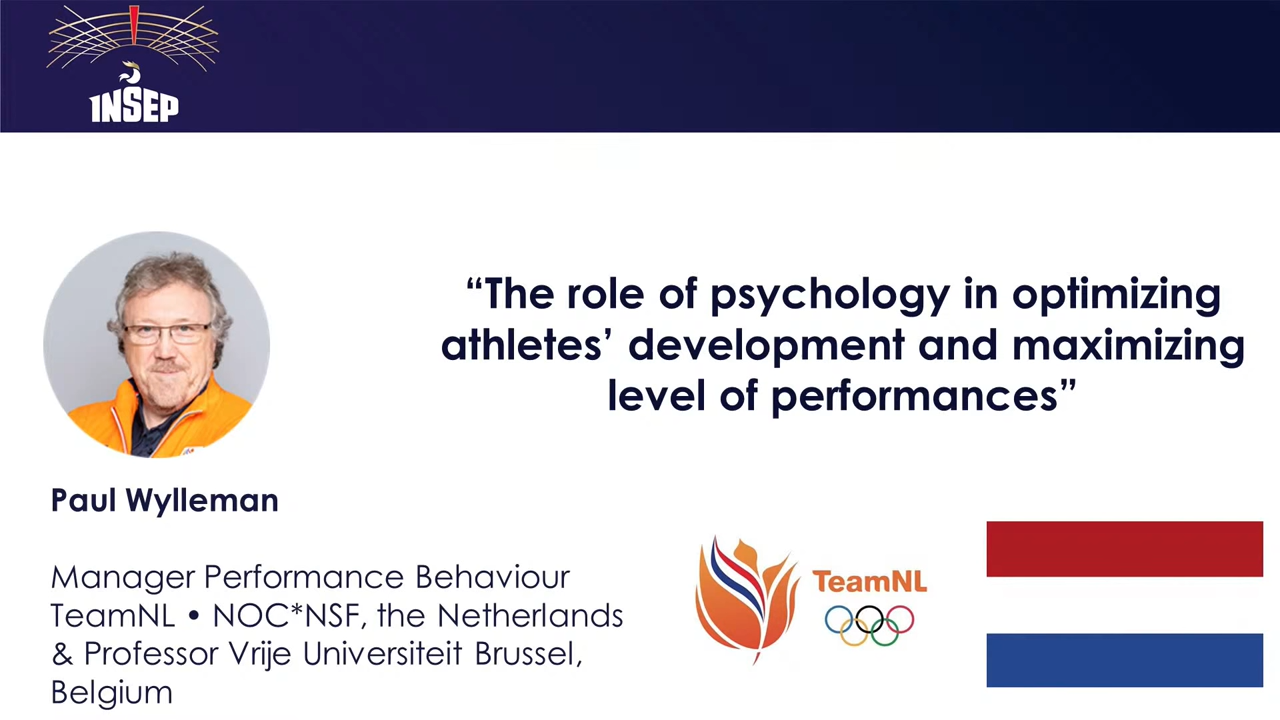 INSEP
“The role of psychology in optimizing
athletes’ development and maximizing
level of performances”
Paul Wylleman
Manager Performance Behaviour
TeamNL • NOC*NSF, the Netherlands
& Professor Vrije Universiteit Brussel,
Belgium
TeamNL